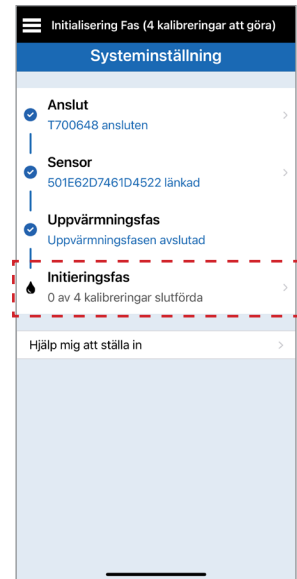 Initialisering Fas (4 kalibreringar att göra)
Systeminställning
Anslut
T700648 ansluten
Sensor
501E62D7461D4522 länkad
Uppvärmningsfas
Uppvärmningsfasen avslutad
Initieringsfas
0 av 4 kalibreringar slutförda
Hjälp mig att ställa in